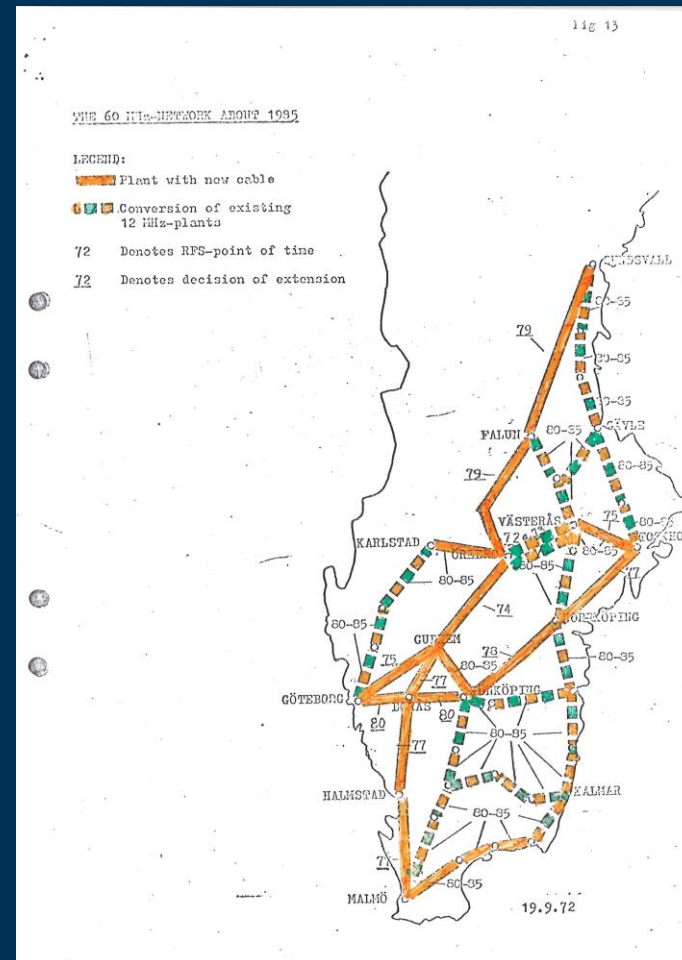 fig 13
THE 60 MHz-NETWORK ABOUT 1985
LEGEND:
Plant with new cable
Conversion of existing
12 MHz-plants
72 Denotes RFS-point of time
72 Denotes decision of extension
SUNDSVALL
80-85
79
80-85
80-85
FALUN
80-85
GÄVLE
79
80-85
VÄSTERÅS
75
80-85
KARLSTAD
72
80-85
80-85
80-85
77
74
NORRKÖPING
80-85
GUDHEM
75
80-85
78
80-85
77
GÖTEBORG
BORÅS
JÖNKÖPING
80
80
77
80-85
HALMSTAD
KALMAR
80-85
77
80-85
MALMÖ
19.9.72